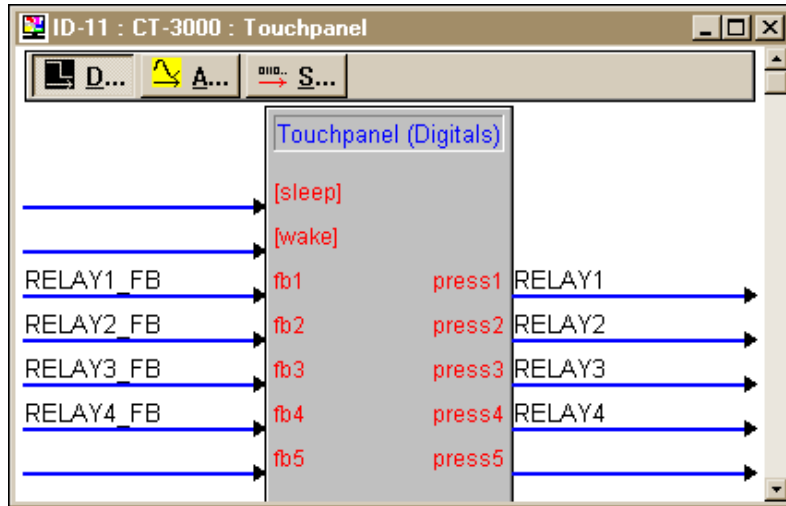 ID-11 : CT-3000 : Touchpanel
D... A... S...
Touchpanel (Digitals)
[sleep]
[wake]
RELAY1_FB fb1 press1 RELAY1
RELAY2_FB fb2 press2 RELAY2
RELAY3_FB fb3 press3 RELAY3
RELAY4_FB fb4 press4 RELAY4
fb5 press5